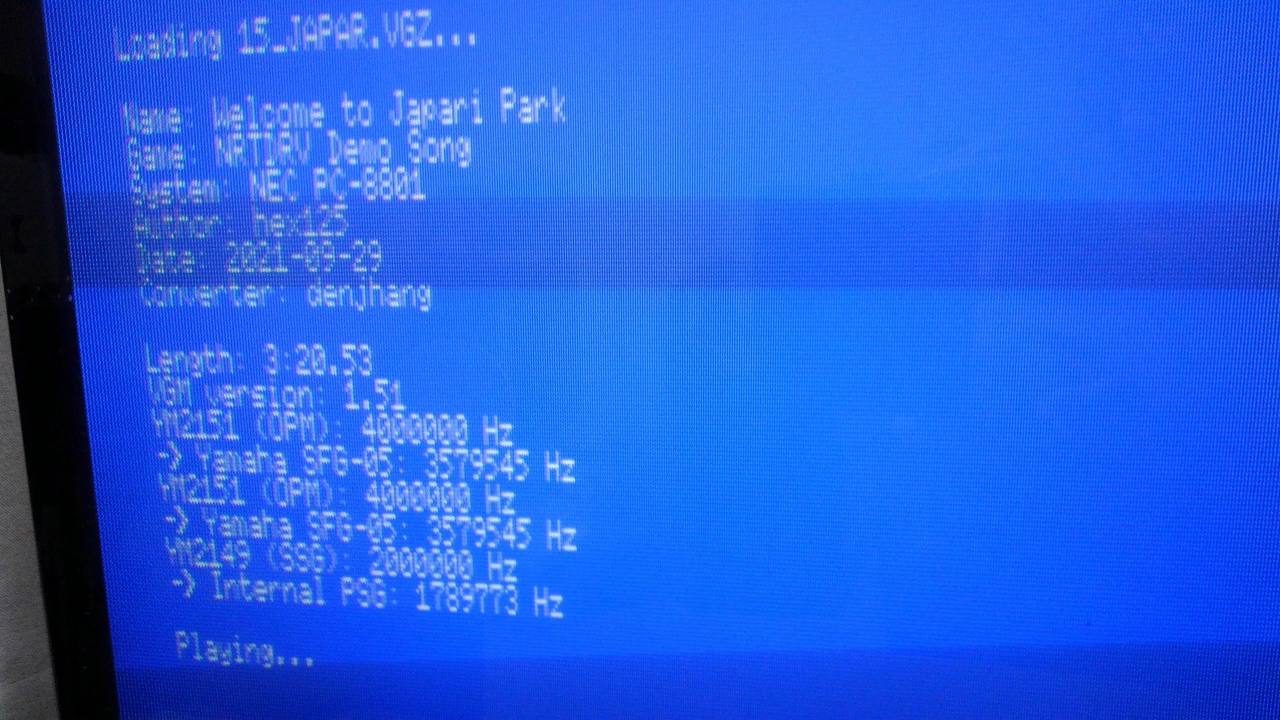 Loading 15_JAPAR.VGZ...
Name: Welcome to Japari Park
Game: NRTDRV Demo Song
System: NEC PC-8801
Author: hex125
Date: 2021-09-29
Converter: denjhang
Length: 3:20.53
VGM version: 1.51
YM2151 (OPM): 4000000 Hz
-> Yamaha SFG-05: 3579545 Hz
YM2151 (OPM): 4000000 Hz
-> Yamaha SFG-05: 3579545 Hz
YM2149 (SSG): 2000000 Hz
-> Internal PSG: 1789773 Hz
Playing...